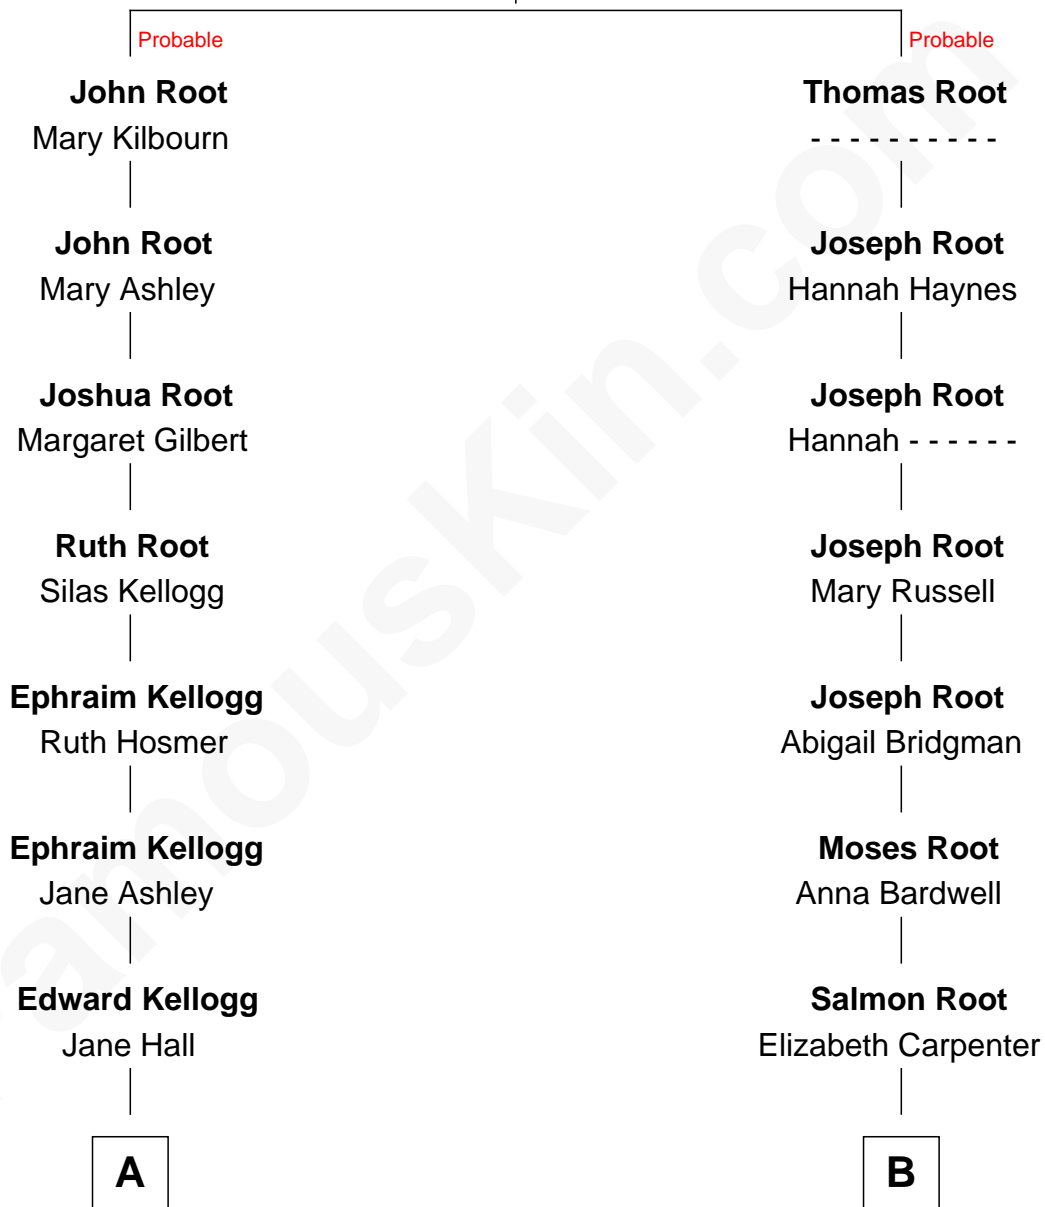 Probable Probable
John Root Thomas Root
Mary Kilbourn - - - - - - - - - -
John Root Joseph Root
Mary Ashley Hannah Haynes
Joshua Root Joseph Root
Margaret Gilbert Hannah - - - - - -
Ruth Root Joseph Root
Silas Kellogg Mary Russell
Ephraim Kellogg Joseph Root
Ruth Hosmer Abigail Bridgman
Ephraim Kellogg Moses Root
Jane Ashley Anna Bardwell
Edward Kellogg Salmon Root
Jane Hall Elizabeth Carpenter
A B
amouskin.com